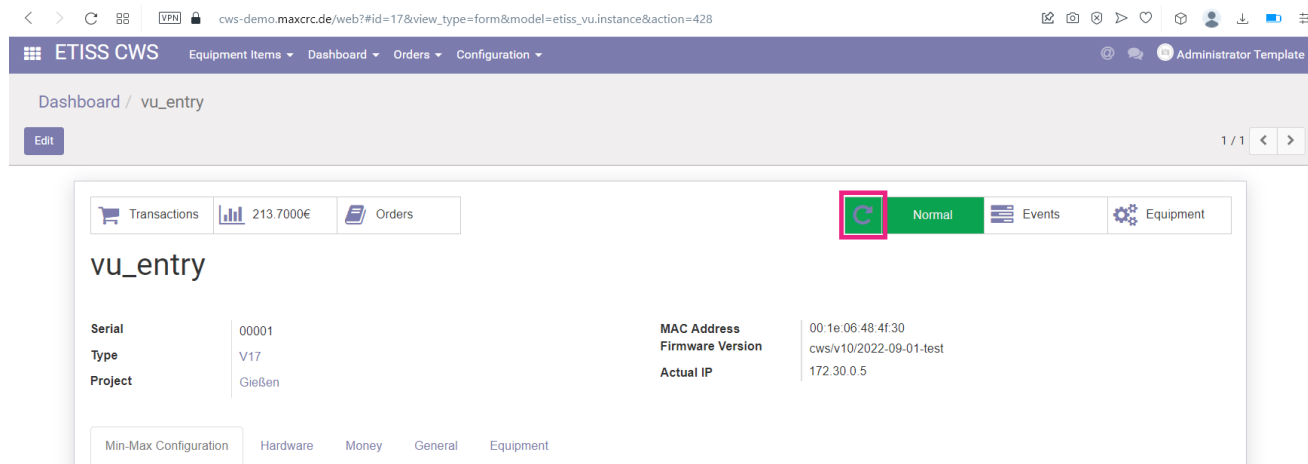 VPN cws-demo.maxcrc.de/web?#id=17&view_type=form&model=etiss_vu.instance&action=428
ETISS CWS Equipment Items Dashboard Orders Configuration @ Administrator Template
Dashboard / vu_entry
Edit 1 / 1
Transactions 213.7000€ Orders Normal Events Equipment
vu_entry
Serial 00001 MAC Address 00:1e:06:48:4f:30
Type V17 Firmware Version cws/v10/2022-09-01-test
Project Gießen Actual IP 172.30.0.5
Min-Max Configuration Hardware Money General Equipment